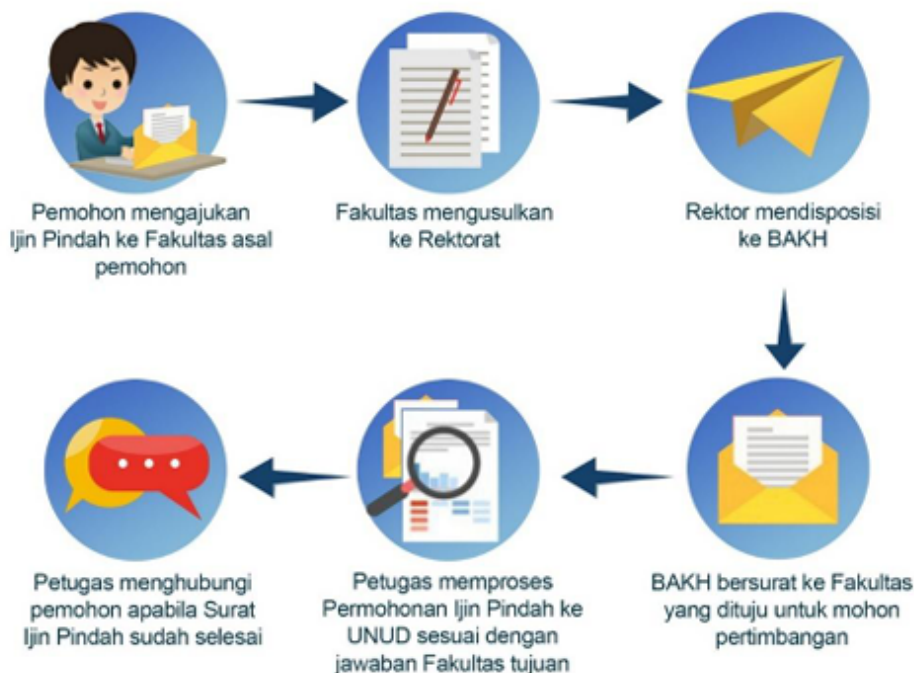 Pemohon mengajukan
Ijin Pindah ke Fakultas asal
pemohon
Fakultas mengusulkan
ke Rektorat
Rektor mendisposisi
ke BAKH
BAKH bersurat ke Fakultas
yang dituju untuk mohon
pertimbangan
Petugas memproses
Permohonan Ijin Pindah ke
UNUD sesuai dengan
jawaban Fakultas tujuan
Petugas menghubungi
pemohon apabila Surat
Ijin Pindah sudah selesai